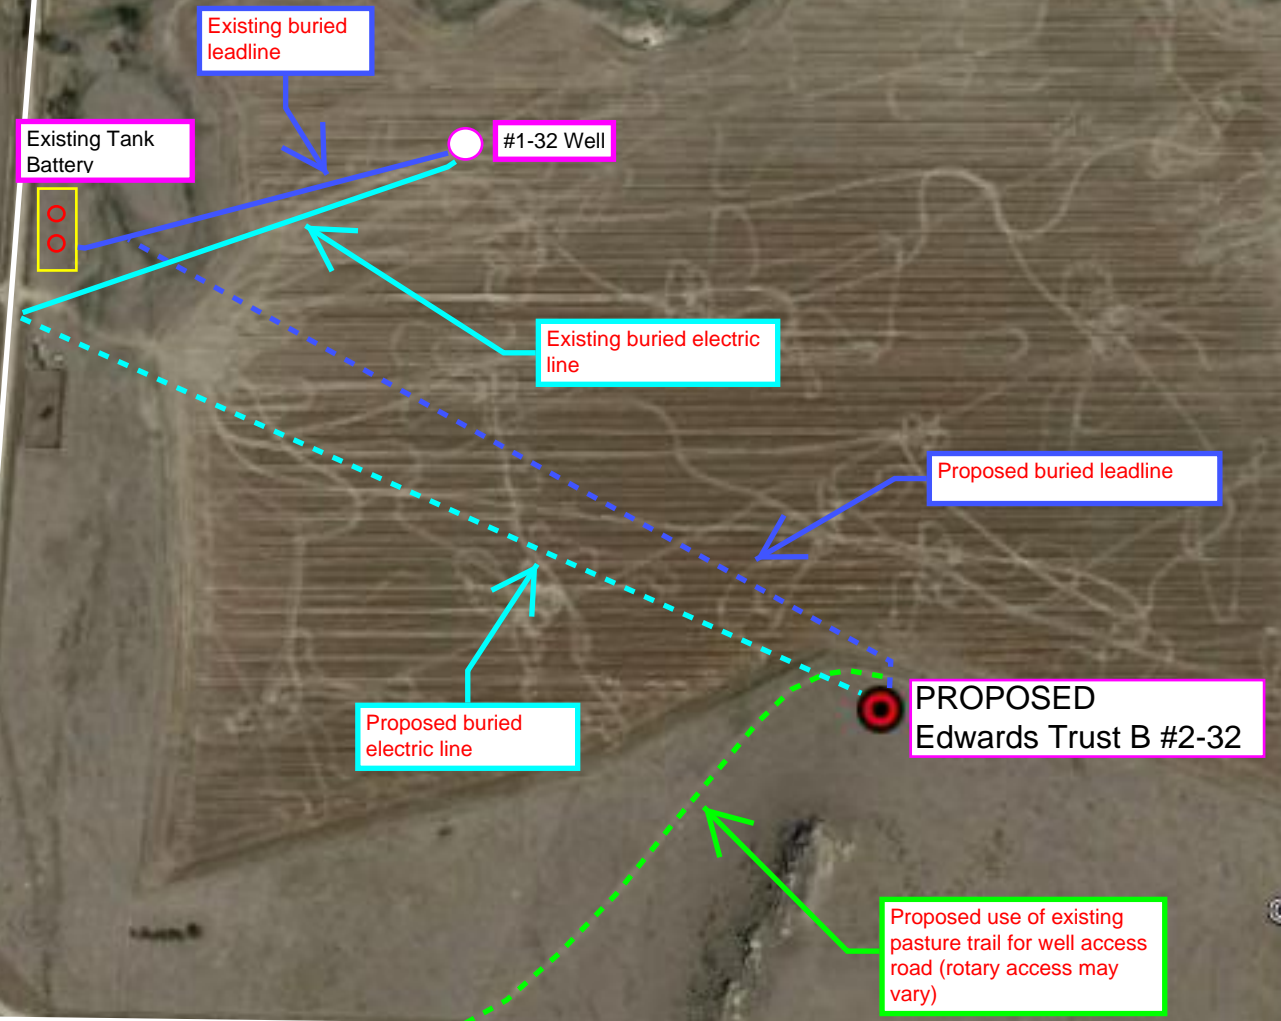 Existing buried
leadline
Existing Tank
Battery
#1-32 Well
Existing buried electric
line
Proposed buried leadline
PROPOSED
Edwards Trust B #2-32
Proposed buried
electric line
Proposed use of existing
pasture trail for well access
road (rotary access may
vary)